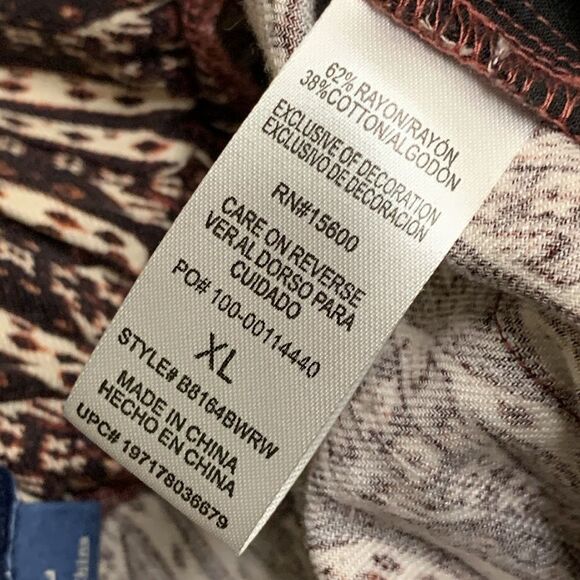 62% RAYON/RAYÓN
38%COTTON/ALGODÓN
EXCLUSIVE OF DECORATION
EXCLUSIVO DE DECORACIÓN
RN#15600
CARE ON REVERSE
VER AL DORSO PARA
CUIDADO
PO# 100-00114440
XL
STYLE# B8164BWRW
MADE IN CHINA
HECHO EN CHINA
UPC# 197178036679